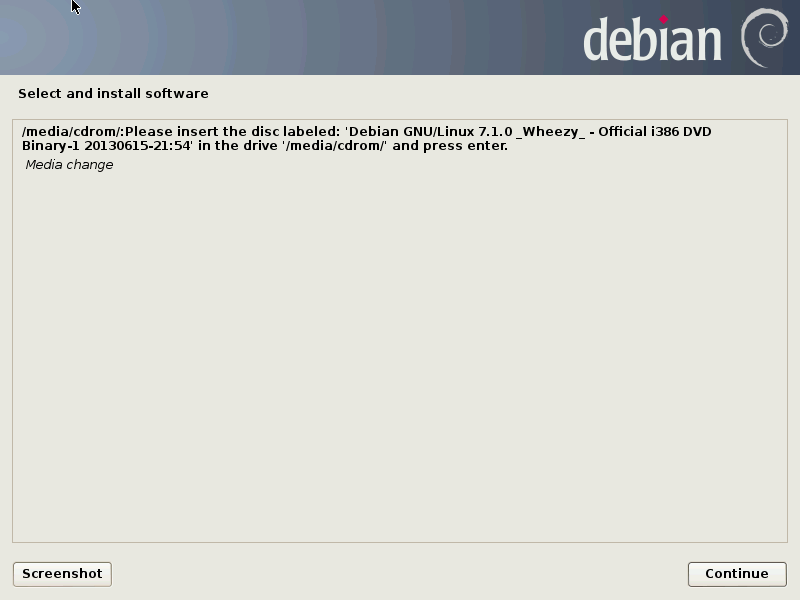 debian
Select and install software
/media/cdrom/:Please insert the disc labeled: 'Debian GNU/Linux 7.1.0 _Wheezy_ - Official i386 DVD
Binary-1 20130615-21:54' in the drive '/media/cdrom/' and press enter.
Media change
Screenshot
Continue